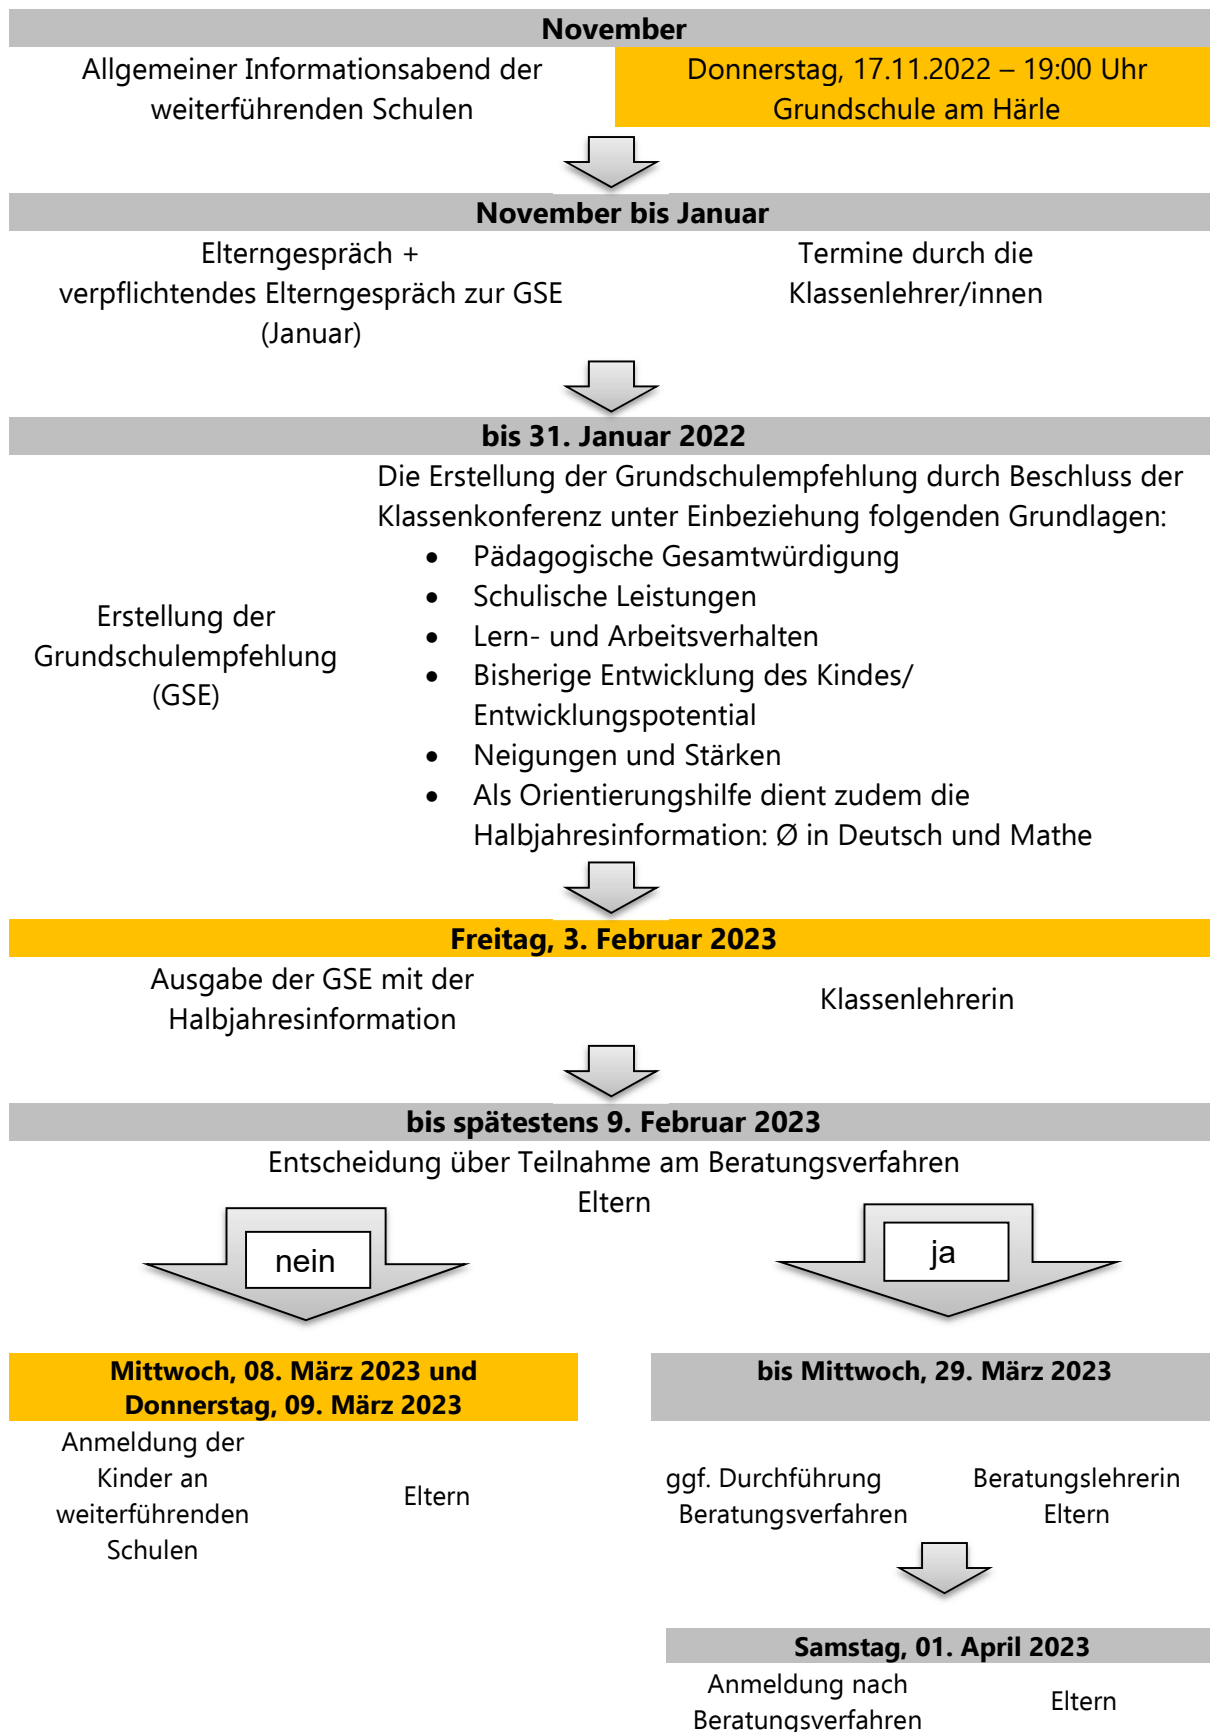 November
Allgemeiner Informationsabend der
weiterführenden Schulen
Donnerstag, 17.11.2022 – 19:00 Uhr
Grundschule am Härle
November bis Januar
Elterngespräch +
verpflichtendes Elterngespräch zur GSE
(Januar)
Termine durch die
Klassenlehrer/innen
bis 31. Januar 2022
Erstellung der
Grundschulempfehlung
(GSE)
Die Erstellung der Grundschulempfehlung durch Beschluss der
Klassenkonferenz unter Einbeziehung folgenden Grundlagen:
• Pädagogische Gesamtwürdigung
• Schulische Leistungen
• Lern- und Arbeitsverhalten
• Bisherige Entwicklung des Kindes/
Entwicklungspotential
• Neigungen und Stärken
• Als Orientierungshilfe dient zudem die
Halbjahresinformation: Ø in Deutsch und Mathe
Freitag, 3. Februar 2023
Ausgabe der GSE mit der
Halbjahresinformation
Klassenlehrerin
bis spätestens 9. Februar 2023
Entscheidung über Teilnahme am Beratungsverfahren
Eltern
nein
ja
Mittwoch, 08. März 2023 und
Donnerstag, 09. März 2023
Anmeldung der
Kinder an
weiterführenden
Schulen
Eltern
bis Mittwoch, 29. März 2023
ggf. Durchführung
Beratungsverfahren
Beratungslehrerin
Eltern
Samstag, 01. April 2023
Anmeldung nach
Beratungsverfahren
Eltern